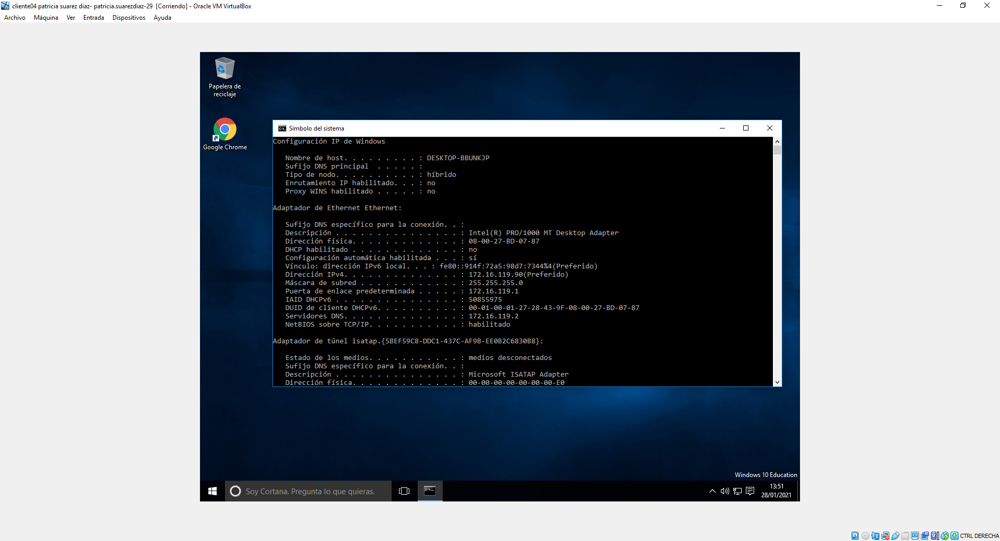 cliente04 patricia suarez diaz- patricia.suarezdiaz-29 [Corriendo] - Oracle VM VirtualBox
Archivo Máquina Ver Entrada Dispositivos Ayuda
Papelera de
reciclaje
Google Chrome
Símbolo del sistema
Configuración IP de Windows
Nombre de host. . . . . . . . . : DESKTOP-BBUNKJP
Sufijo DNS principal  . . . . . :
Tipo de nodo. . . . . . . . . . : híbrido
Enrutamiento IP habilitado. . . : no
Proxy WINS habilitado . . . . . : no
Adaptador de Ethernet Ethernet:
Sufijo DNS específico para la conexión. . :
Descripción . . . . . . . . . . . . . . . : Intel(R) PRO/1000 MT Desktop Adapter
Dirección física. . . . . . . . . . . . . : 08-00-27-BD-07-87
DHCP habilitado . . . . . . . . . . . . . : no
Configuración automática habilitada . . . : sí
Vínculo: dirección IPv6 local. . . : fe80::914f:72a5:98d7:7344%4(Preferido)
Dirección IPv4. . . . . . . . . . . . . . : 172.16.119.90(Preferido)
Máscara de subred . . . . . . . . . . . . : 255.255.255.0
Puerta de enlace predeterminada . . . . . : 172.16.119.1
IAID DHCPv6 . . . . . . . . . . . . . . . : 50855975
DUID de cliente DHCPv6. . . . . . . . . . : 00-01-00-01-27-28-43-9F-08-00-27-BD-07-87
Servidores DNS. . . . . . . . . . . . . . : 172.16.119.2
NetBIOS sobre TCP/IP. . . . . . . . . . . : habilitado
Adaptador de túnel isatap.{5BEF59C8-DDC1-437C-AF9B-EE0B2C6830B8}:
Estado de los medios. . . . . . . . . . . : medios desconectados
Sufijo DNS específico para la conexión. . :
Descripción . . . . . . . . . . . . . . . : Microsoft ISATAP Adapter
Dirección física. . . . . . . . . . . . . : 00-00-00-00-00-00-00-E0
Windows 10 Education
Soy Cortana. Pregunta lo que quieras.
13:51
28/01/2021
CTRL DERECHA